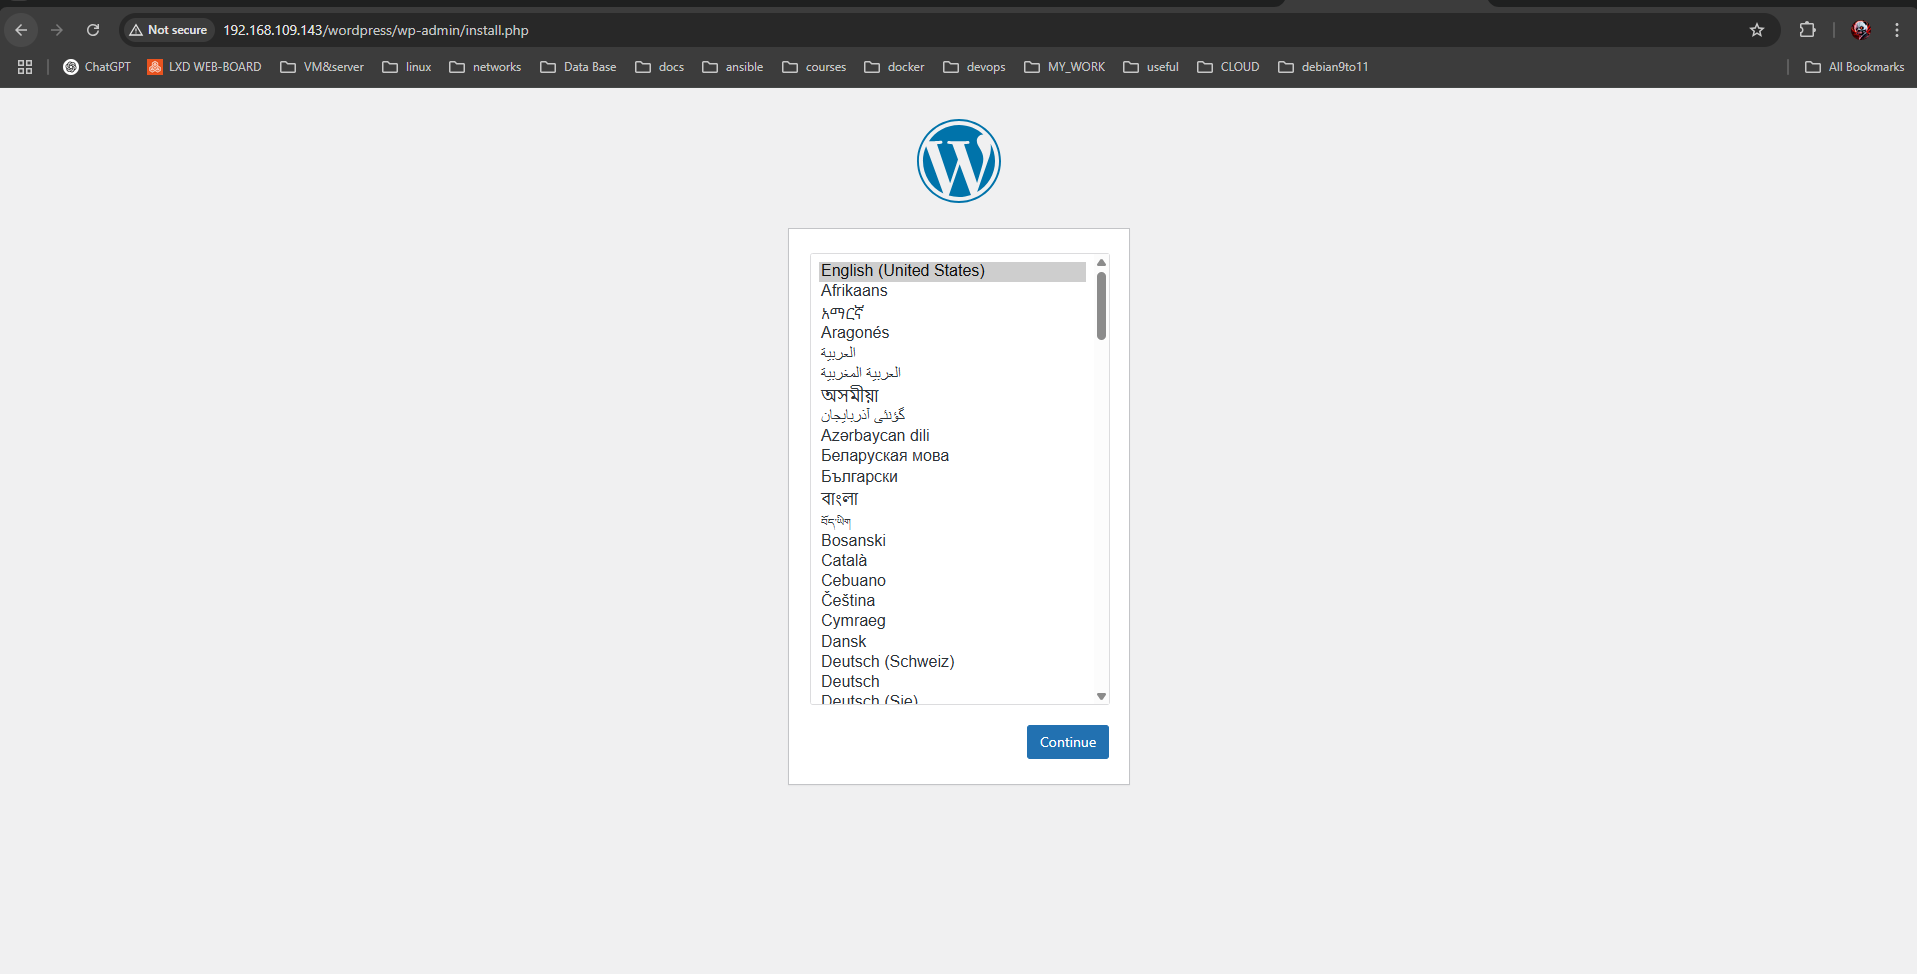 Not secure 192.168.109.143/wordpress/wp-admin/install.php
ChatGPT LXD WEB-BOARD VM&server linux networks Data Base docs ansible courses docker devops MY_WORK useful CLOUD debian9to11 All Bookmarks
English (United States)
Afrikaans
አማርኛ
Aragonés
العربية
العربية المغربية
অসমীয়া
گؤنئی آذربایجان
Azərbaycan dili
Беларуская мова
Български
বাংলা
བོད་ཡིག
Bosanski
Català
Cebuano
Čeština
Cymraeg
Dansk
Deutsch (Schweiz)
Deutsch
Deutsch (Sie)
Continue